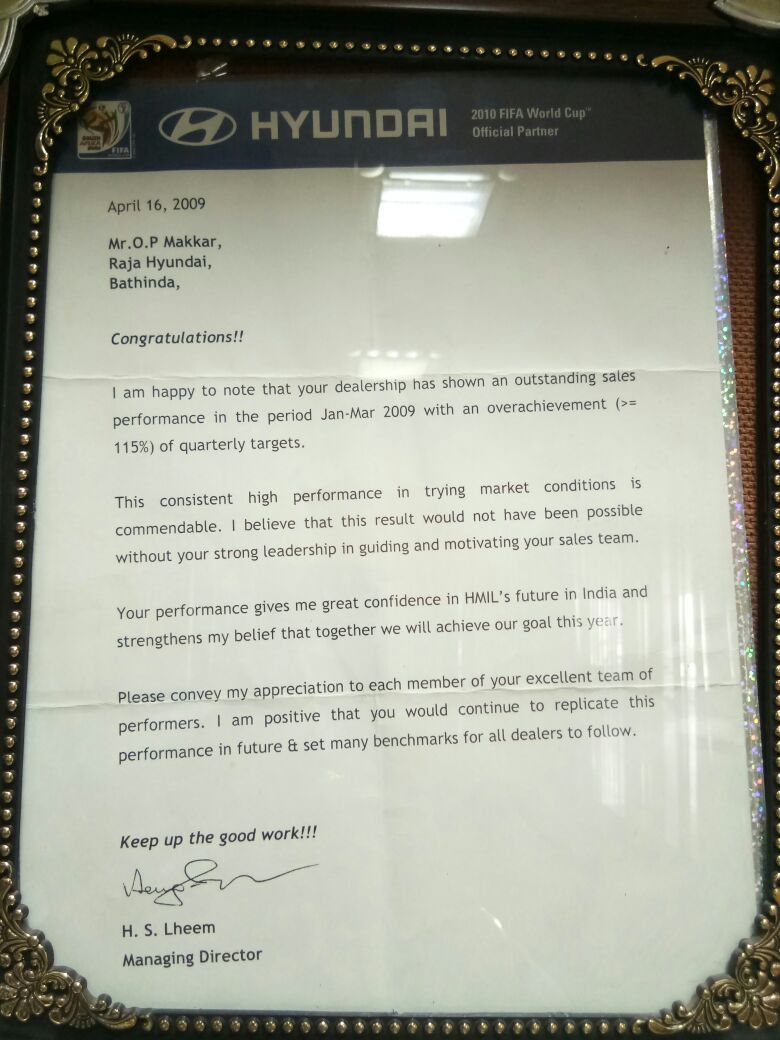 SOUTH AFRICA 2010
FIFA
HYUNDAI
2010 FIFA World Cup™
Official Partner
April 16, 2009
Mr.O.P Makkar,
Raja Hyundai,
Bathinda,
Congratulations!!
I am happy to note that your dealership has shown an outstanding sales
performance in the period Jan-Mar 2009 with an overachievement (>=
115%) of quarterly targets.
This consistent high performance in trying market conditions is
commendable. I believe that this result would not have been possible
without your strong leadership in guiding and motivating your sales team.
Your performance gives me great confidence in HMIL's future in India and
strengthens my belief that together we will achieve our goal this year.
Please convey my appreciation to each member of your excellent team of
performers. I am positive that you would continue to replicate this
performance in future & set many benchmarks for all dealers to follow.
Keep up the good work!!!
H. S. Lheem
Managing Director